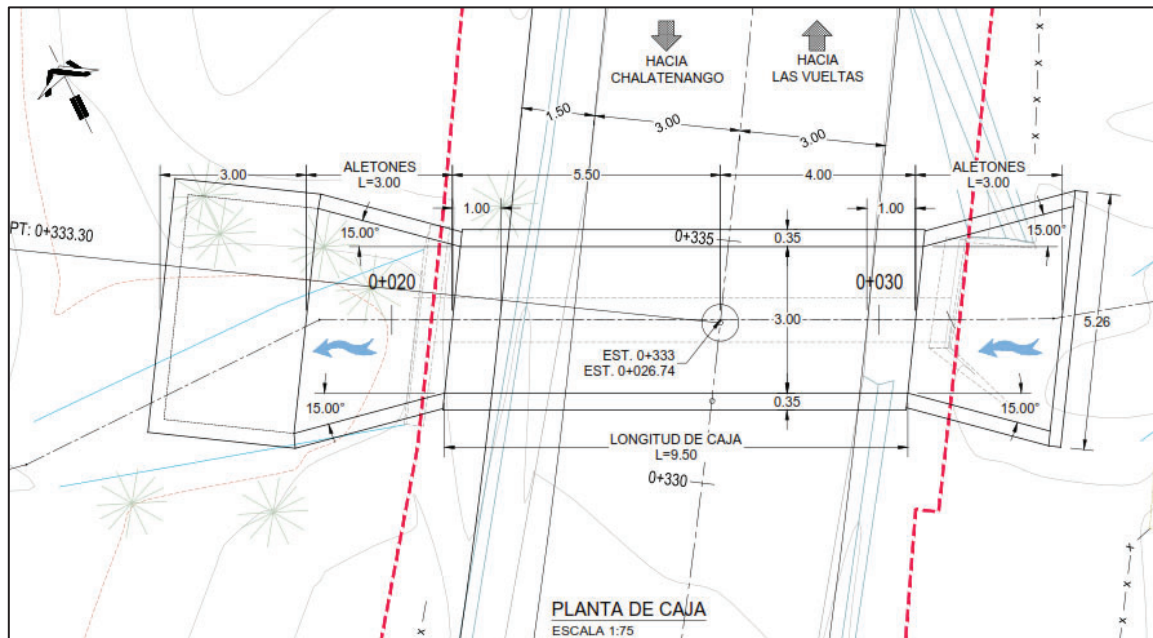 HACIA
CHALATENANGO
HACIA
LAS VUELTAS
1.50
3.00
3.00
3.00
ALETONES
L=3.00
5.50
4.00
ALETONES
L=3.00
1.00
1.00
15.00°
0+335
0.35
15.00°
PT: 0+333.30
0+020
0+030
3.00
5.26
EST. 0+333
EST. 0+026.74
15.00°
0.35
15.00°
LONGITUD DE CAJA
L=9.50
0+330
PLANTA DE CAJA
ESCALA 1:75